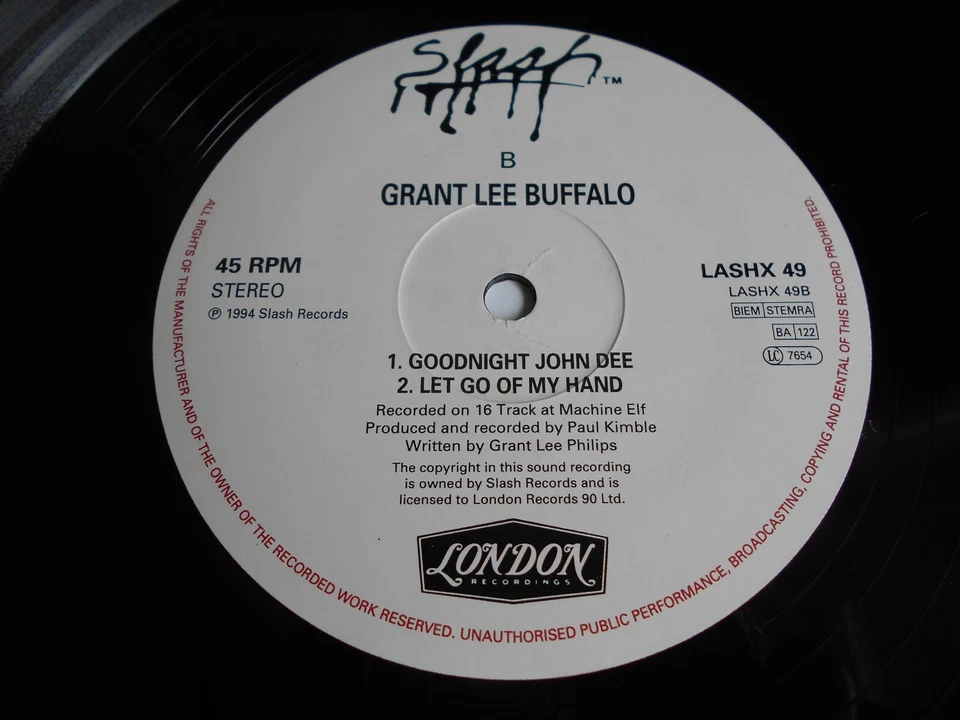 Slash™
B
GRANT LEE BUFFALO
45 RPM
STEREO
℗ 1994 Slash Records
LASHX 49
LASHX 49B
BIEM STEMRA
BA 122
LC 7654
1. GOODNIGHT JOHN DEE
2. LET GO OF MY HAND
Recorded on 16 Track at Machine Elf
Produced and recorded by Paul Kimble
Written by Grant Lee Philips
The copyright in this sound recording
is owned by Slash Records and is
licensed to London Records 90 Ltd.
LONDON
RECORDINGS
ALL RIGHTS OF THE MANUFACTURER AND OF THE OWNER OF THE RECORDED WORK RESERVED. UNAUTHORISED PUBLIC PERFORMANCE, BROADCASTING, COPYING AND RENTAL OF THIS RECORD PROHIBITED.